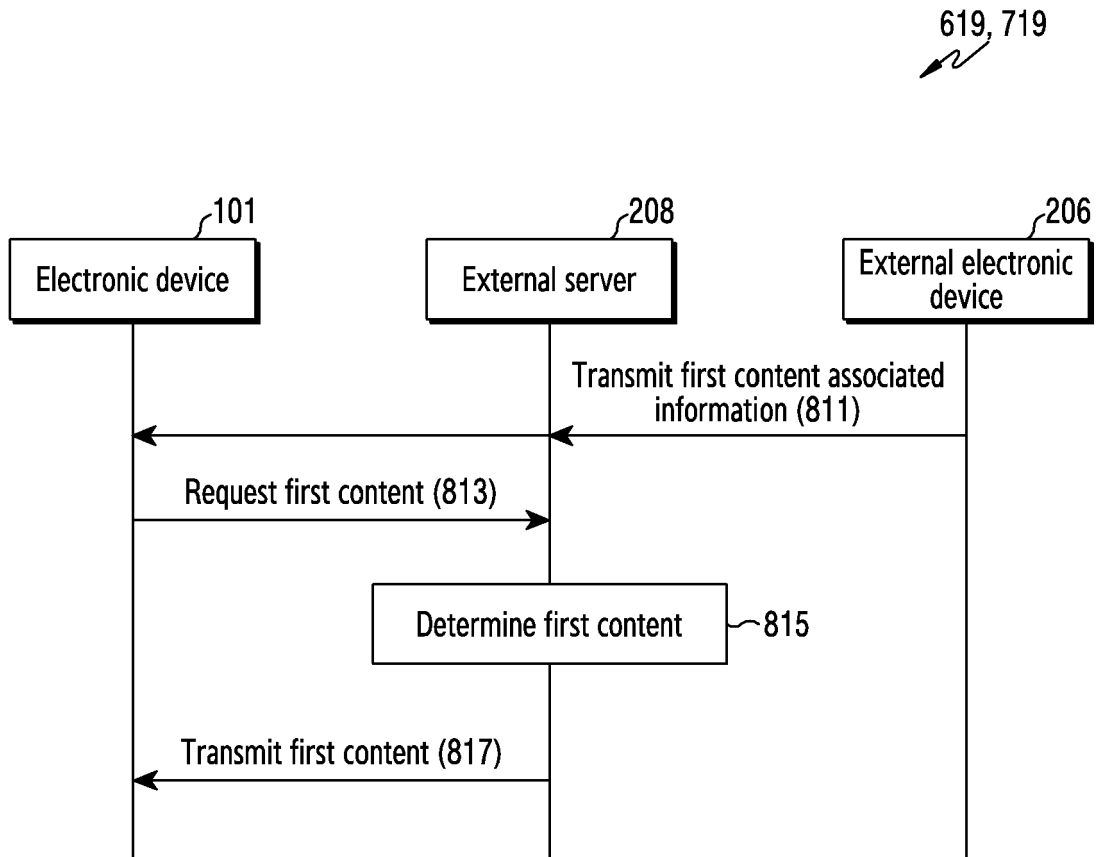 619, 719
101
208
206
Electronic device
External server
External electronic
device
Transmit first content associated
information (811)
Request first content (813)
Determine first content
815
Transmit first content (817)